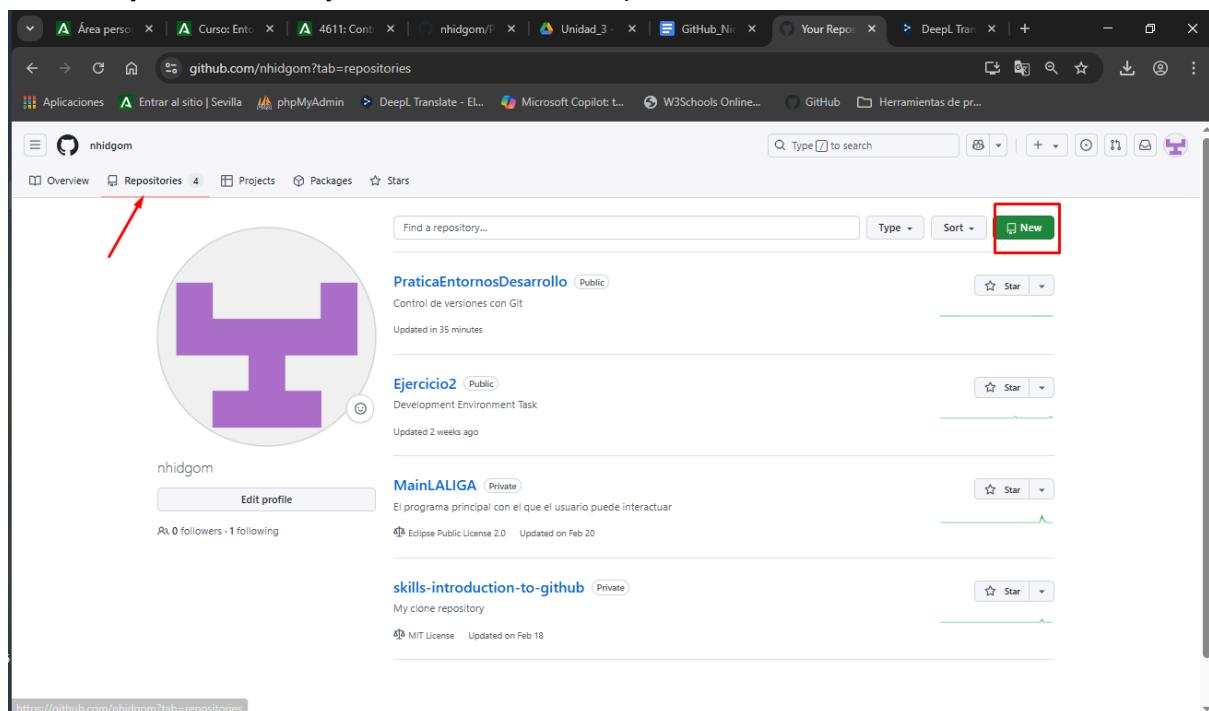 Área perso
Curso: Ento
4611: Cont
nhidgom/P
Unidad_3 -
GitHub_Nic
Your Repos
DeepL Tran
github.com/nhidgom?tab=repositories
Aplicaciones
Entrar al sitio | Sevilla
phpMyAdmin
DeepL Translate - El...
Microsoft Copilot: t...
W3Schools Online...
GitHub
Herramientas de pr...
nhidgom
Type / to search
Overview
Repositories 4
Projects
Packages
Stars
Find a repository...
Type
Sort
New
PraticaEntornosDesarrollo Public
Star
Control de versiones con Git
Updated in 35 minutes
Ejercicio2 Public
Star
Development Environment Task
Updated 2 weeks ago
nhidgom
Edit profile
0 followers · 1 following
MainLALIGA Private
Star
El programa principal con el que el usuario puede interactuar
Eclipse Public License 2.0 Updated on Feb 20
skills-introduction-to-github Private
Star
My clone repository
MIT License Updated on Feb 18
https://github.com/nhidgom?tab=repositories